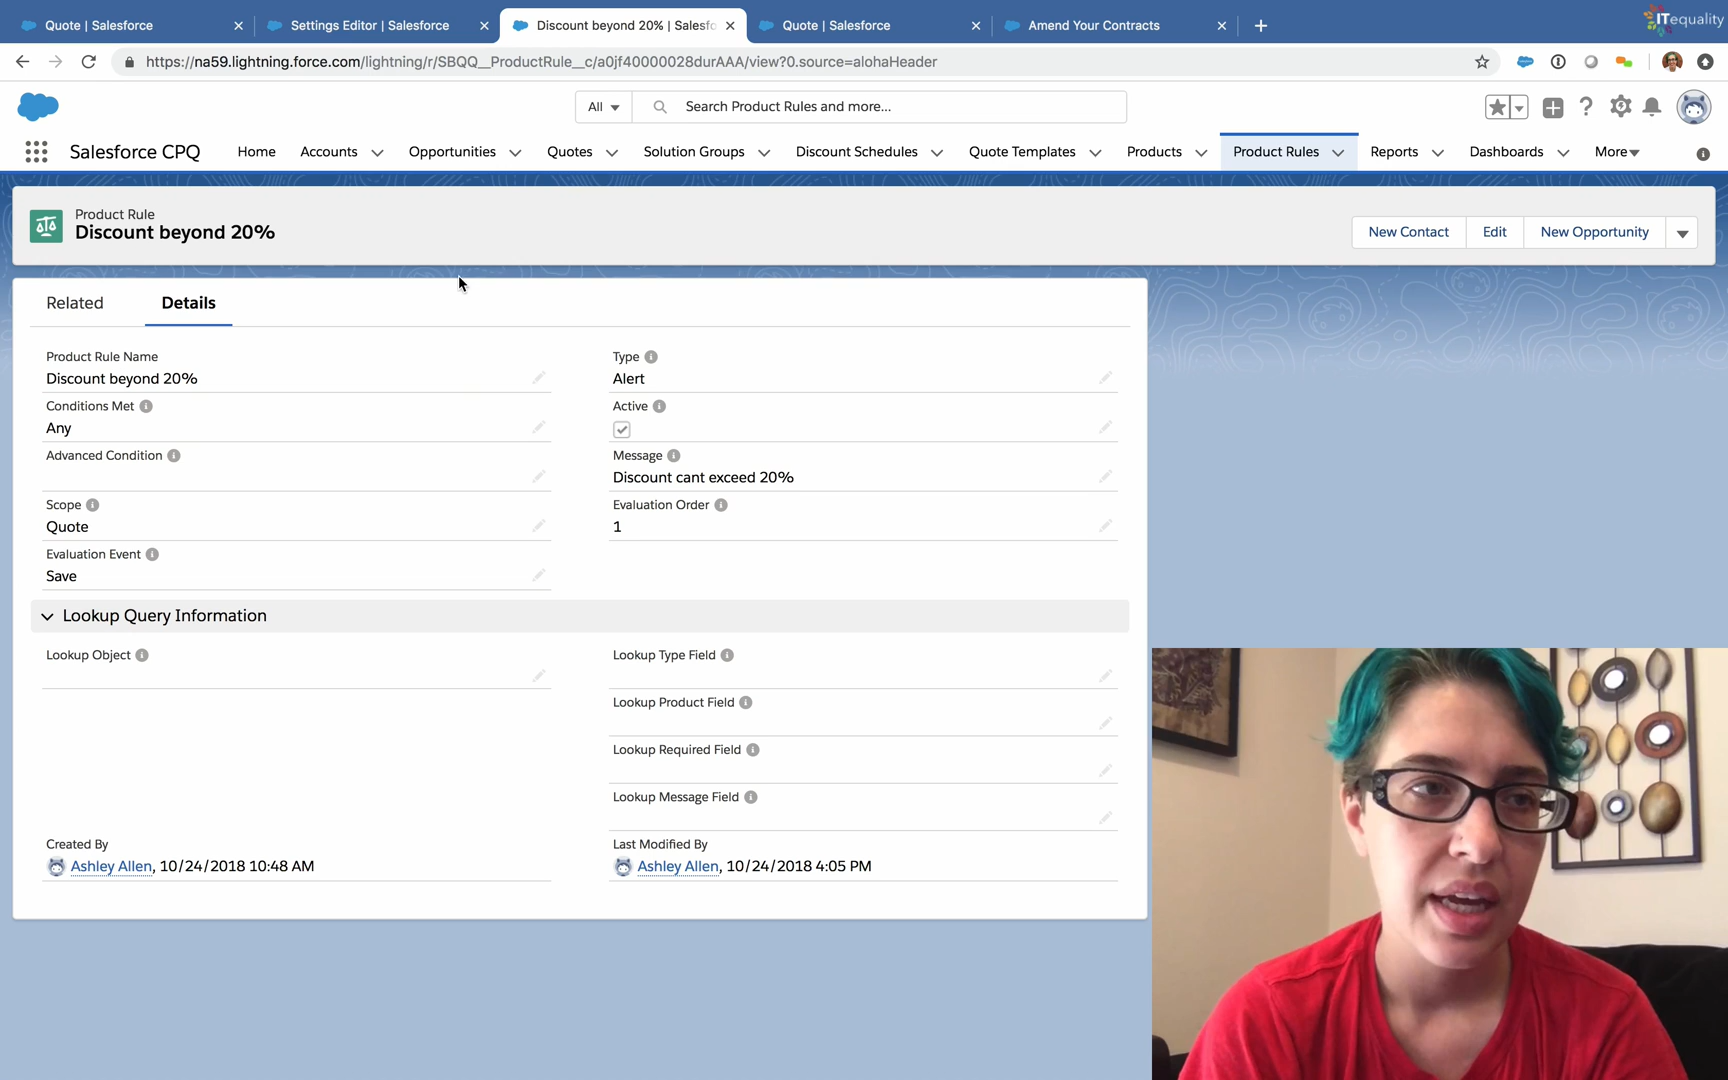 Quote | Salesforce
Settings Editor | Salesforce
Discount beyond 20% | Salesfo
Quote | Salesforce
Amend Your Contracts
ITequality
https://na59.lightning.force.com/lightning/r/SBQQ__ProductRule__c/a0jf40000028durAAA/view?0.source=alohaHeader
All
Search Product Rules and more...
Salesforce CPQ
Home
Accounts
Opportunities
Quotes
Solution Groups
Discount Schedules
Quote Templates
Products
Product Rules
Reports
Dashboards
More
Product Rule
Discount beyond 20%
New Contact
Edit
New Opportunity
Related
Details
Product Rule Name
Discount beyond 20%
Type
Alert
Conditions Met
Any
Active
Advanced Condition
Message
Discount cant exceed 20%
Scope
Quote
Evaluation Order
1
Evaluation Event
Save
Lookup Query Information
Lookup Object
Lookup Type Field
Lookup Product Field
Lookup Required Field
Lookup Message Field
Created By
Ashley Allen, 10/24/2018 10:48 AM
Last Modified By
Ashley Allen, 10/24/2018 4:05 PM